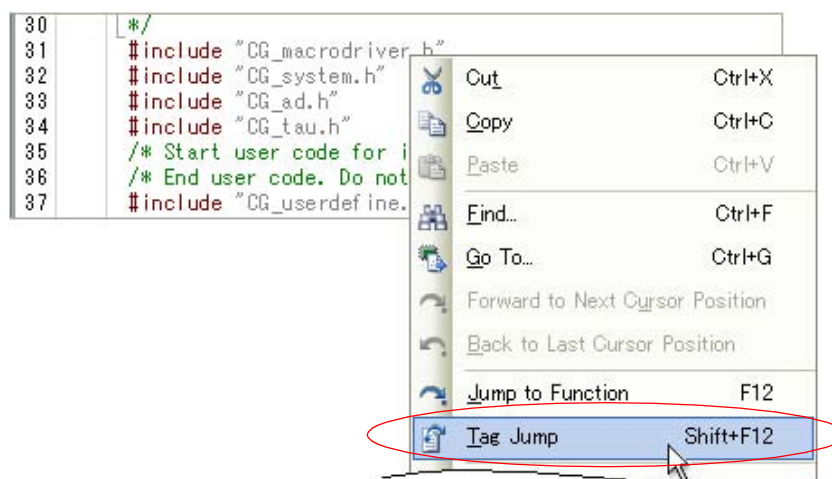 30 */
31 #include "CG_macrodriver.h"
32 #include "CG_system.h"
33 #include "CG_ad.h"
34 #include "CG_tau.h"
35 /* Start user code for i
36 /* End user code. Do not
37 #include "CG_userdefine.
Cut Ctrl+X
Copy Ctrl+C
Paste Ctrl+V
Find... Ctrl+F
Go To... Ctrl+G
Forward to Next Cursor Position
Back to Last Cursor Position
Jump to Function F12
Tag Jump Shift+F12